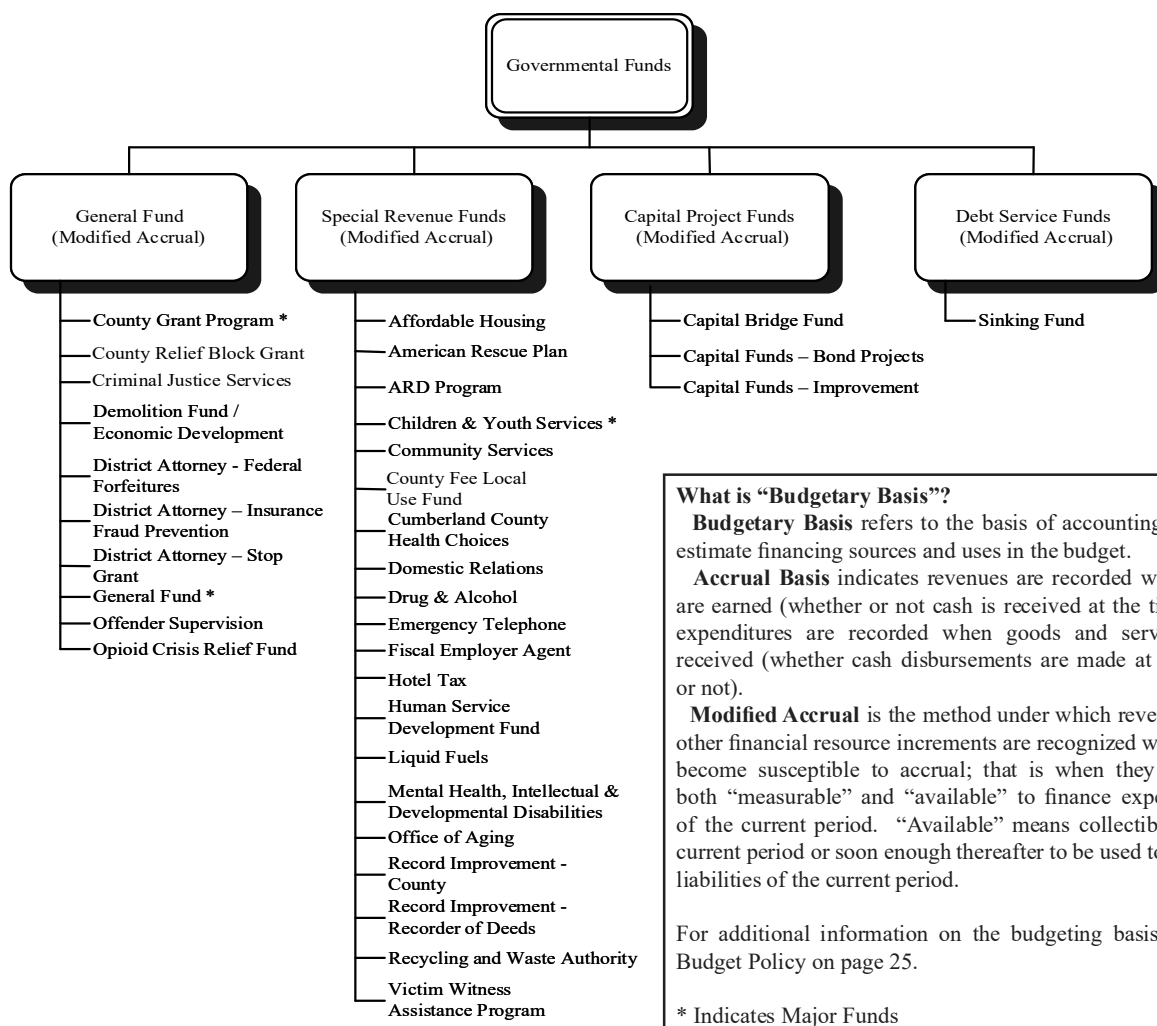 Governmental Funds
General Fund
(Modified Accrual)
Special Revenue Funds
(Modified Accrual)
Capital Project Funds
(Modified Accrual)
Debt Service Funds
(Modified Accrual)
County Grant Program *
County Relief Block Grant
Criminal Justice Services
Demolition Fund /
Economic Development
District Attorney - Federal
Forfeitures
District Attorney – Insurance
Fraud Prevention
District Attorney – Stop
Grant
General Fund *
Offender Supervision
Opioid Crisis Relief Fund
Affordable Housing
American Rescue Plan
ARD Program
Children & Youth Services *
Community Services
County Fee Local
Use Fund
Cumberland County
Health Choices
Domestic Relations
Drug & Alcohol
Emergency Telephone
Fiscal Employer Agent
Hotel Tax
Human Service
Development Fund
Liquid Fuels
Mental Health, Intellectual &
Developmental Disabilities
Office of Aging
Record Improvement -
County
Record Improvement -
Recorder of Deeds
Recycling and Waste Authority
Victim Witness
Assistance Program
Capital Bridge Fund
Capital Funds – Bond Projects
Capital Funds – Improvement
Sinking Fund
What is “Budgetary Basis”?
Budgetary Basis refers to the basis of accounting
estimate financing sources and uses in the budget.
Accrual Basis indicates revenues are recorded
are earned (whether or not cash is received at the
expenditures are recorded when goods and
received (whether cash disbursements are made at
or not).
Modified Accrual is the method under which
other financial resource increments are recognized
become susceptible to accrual; that is when they
both “measurable” and “available” to finance
of the current period. “Available” means
current period or soon enough thereafter to be used
liabilities of the current period.
For additional information on the budgeting basis
Budget Policy on page 25.
* Indicates Major Funds